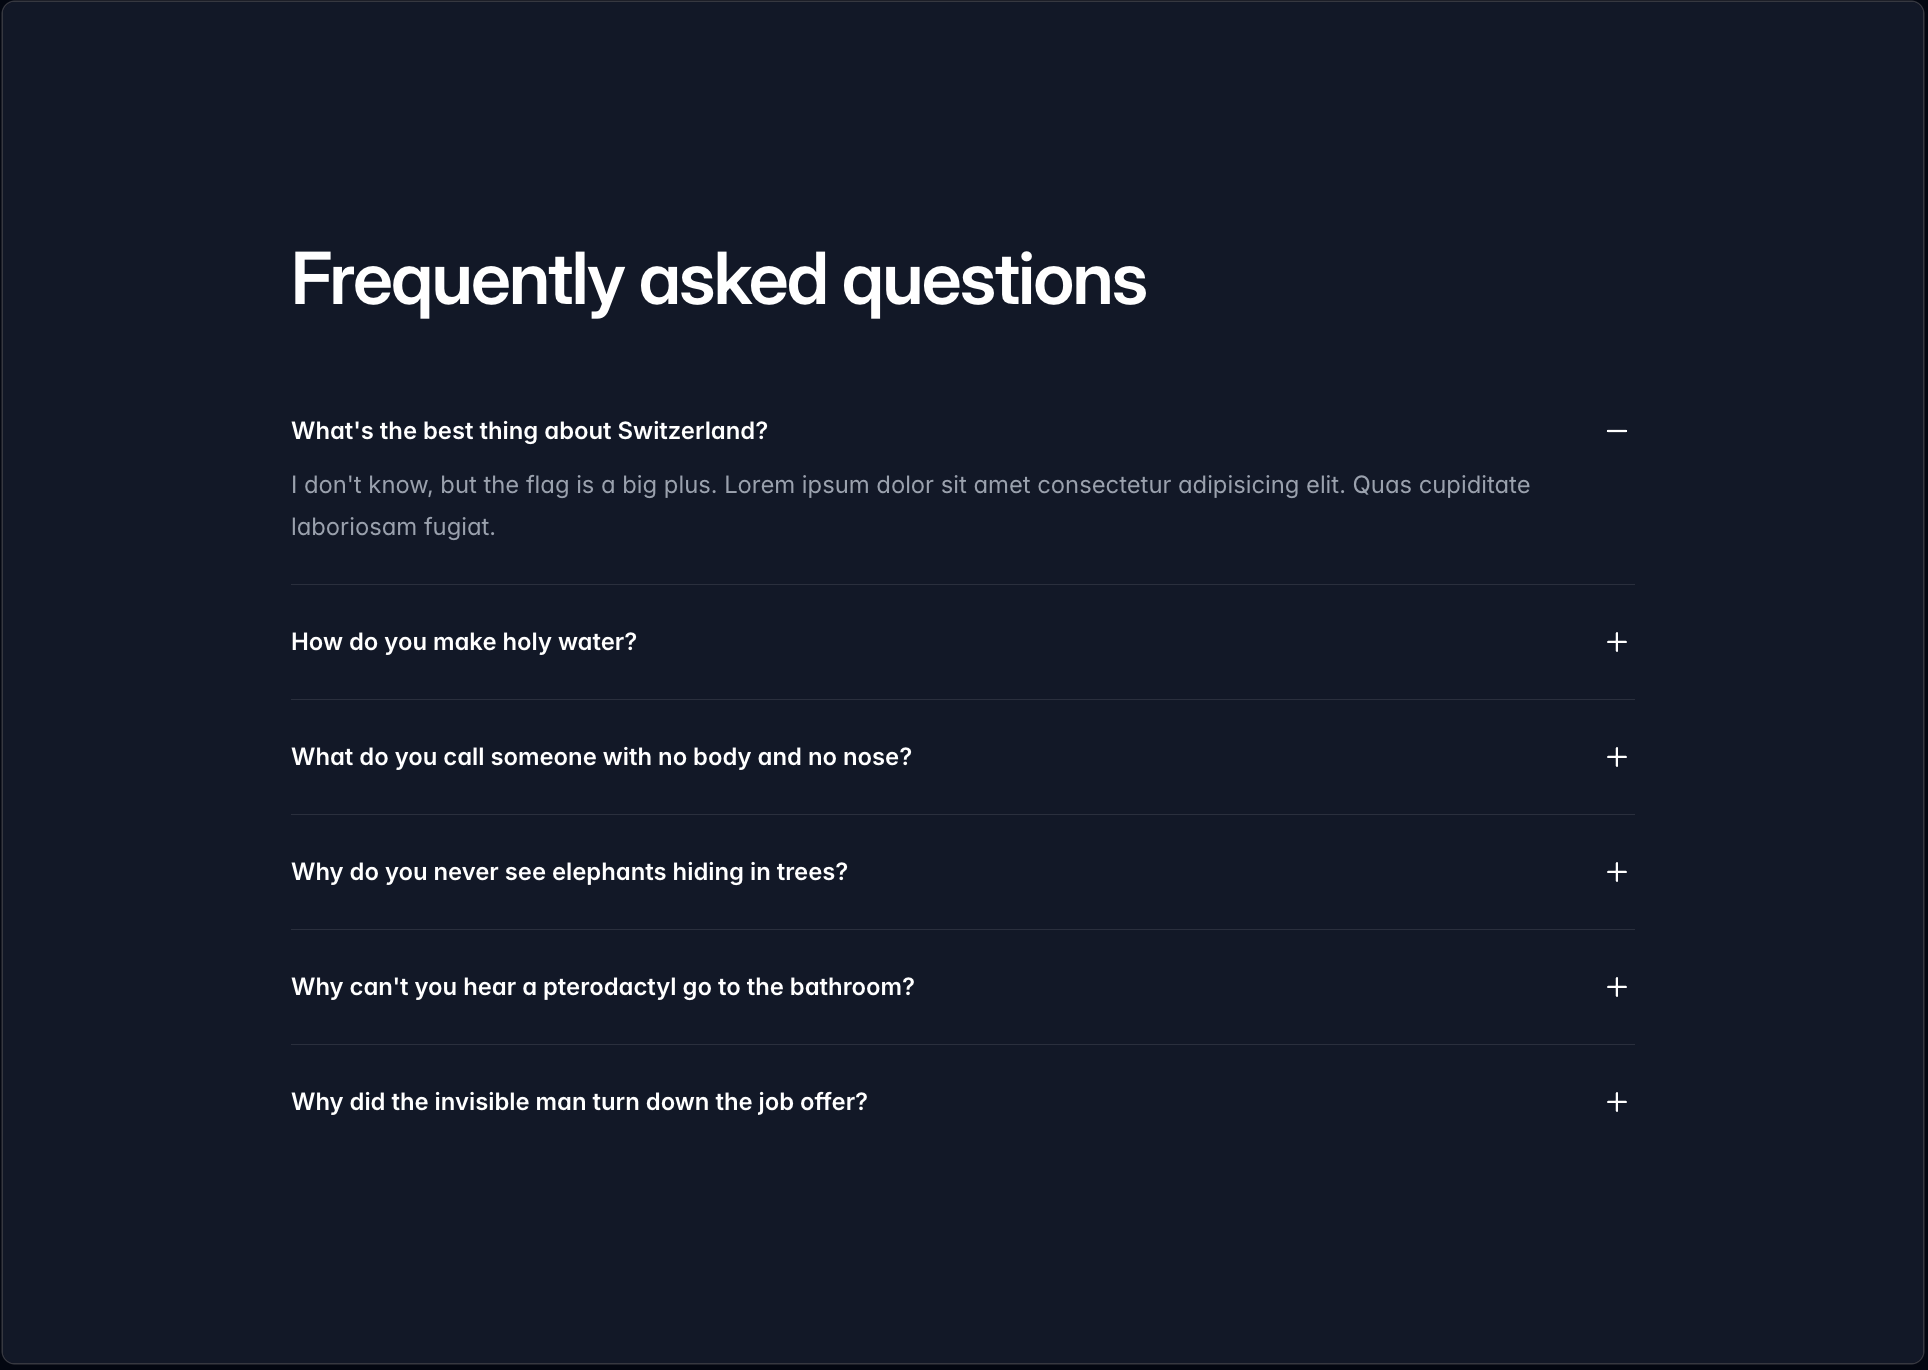 Frequently asked questions
What's the best thing about Switzerland?
I don't know, but the flag is a big plus. Lorem ipsum dolor sit amet consectetur adipisicing elit. Quas cupiditate
laboriosam fugiat.
How do you make holy water?
What do you call someone with no body and no nose?
Why do you never see elephants hiding in trees?
Why can't you hear a pterodactyl go to the bathroom?
Why did the invisible man turn down the job offer?